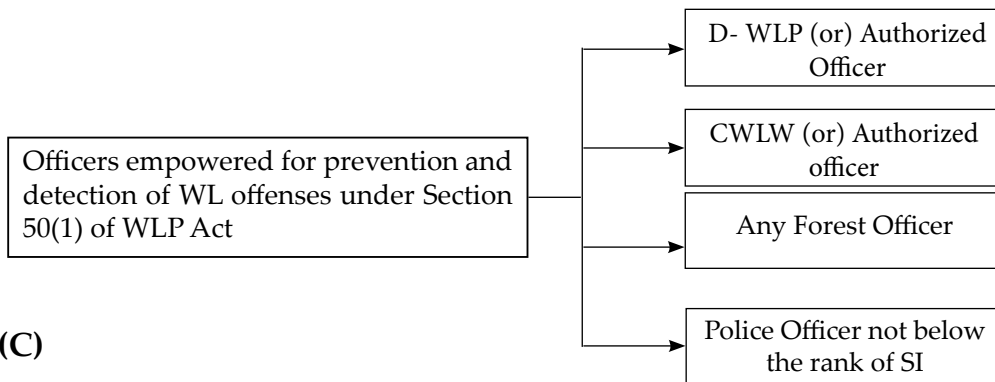 D- WLP (or) Authorized
Officer
CWLW (or) Authorized
officer
Officers empowered for prevention and
detection of WL offenses under Section
50(1) of WLP Act
Any Forest Officer
Police Officer not below
the rank of SI
(C)